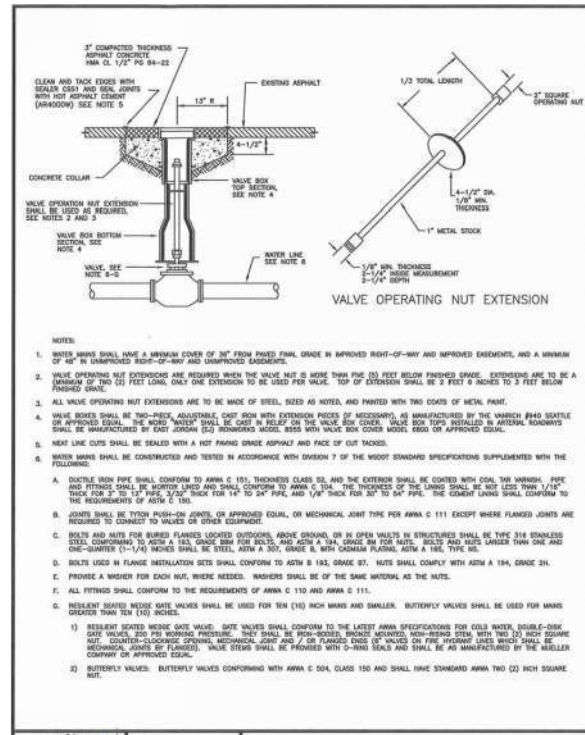 3" COMPACTED THICKNESS
ASPHALT CONCRETE
HMA CL 1/2" PG 64-22
CLEAN AND TACK EDGES WITH
SEALER CSS1 AND SEAL JOINTS
WITH HOT ASPHALT CEMENT
(AR4000W) SEE NOTE 5
13" R
EXISTING ASPHALT
4-1/2"
CONCRETE COLLAR
VALVE BOX
TOP SECTION,
SEE NOTE 4
VALVE OPERATION NUT EXTENSION
SHALL BE USED AS REQUIRED,
SEE NOTES 2 AND 3
VALVE BOX BOTTOM
SECTION, SEE
NOTE 4
VALVE, SEE
NOTE 6-G
WATER LINE
SEE NOTE 6
1/3 TOTAL LENGTH
2" SQUARE
OPERATING NUT
4-1/2" DIA.
1/8" MIN.
THICKNESS
1" METAL STOCK
1/8" MIN. THICKNESS
2-1/4" INSIDE MEASUREMENT
2-1/4" DEPTH
VALVE OPERATING NUT EXTENSION
NOTES:
1. WATER MAINS SHALL HAVE A MINIMUM COVER OF 36" FROM PAVED FINAL GRADE IN IMPROVED RIGHT-OF-WAY AND IMPROVED EASEMENTS, AND A MINIMUM
OF 48" IN UNIMPROVED RIGHT-OF-WAY AND UNIMPROVED EASEMENTS.
2. VALVE OPERATING NUT EXTENSIONS ARE REQUIRED WHEN THE VALVE NUT IS MORE THAN FIVE (5) FEET BELOW FINISHED GRADE. EXTENSIONS ARE TO BE A
(MINIMUM OF TWO (2) FEET LONG, ONLY ONE EXTENSION TO BE USED PER VALVE. TOP OF EXTENSION SHALL BE 2 FEET 6 INCHES TO 3 FEET BELOW
FINISHED GRATE.
3. ALL VALVE OPERATING NUT EXTENSIONS ARE TO BE MADE OF STEEL, SIZED AS NOTED, AND PAINTED WITH TWO COATS OF METAL PAINT.
4. VALVE BOXES SHALL BE TWO-PIECE, ADJUSTABLE, CAST IRON WITH EXTENSION PIECES (IF NECESSARY), AS MANUFACTURED BY THE VANRICH #940 SEATTLE
OR APPROVED EQUAL. THE WORD "WATER" SHALL BE CAST IN RELIEF ON THE VALVE BOX COVER. VALVE BOX TOPS INSTALLED IN ARTERIAL ROADWAYS
SHALL BE MANUFACTURED BY EAST JORDAN (EJ) IRONWORKS MODEL 8555 WITH VALVE BOX COVER MODEL 6800 OR APPROVED EQUAL.
5. NEAT LINE CUTS SHALL BE SEALED WITH A HOT PAVING GRADE ASPHALT AND FACE OF CUT TACKED.
6. WATER MAINS SHALL BE CONSTRUCTED AND TESTED IN ACCORDANCE WITH DIVISION 7 OF THE WSDOT STANDARD SPECIFICATIONS SUPPLEMENTED WITH THE
FOLLOWING:
A. DUCTILE IRON PIPE SHALL CONFORM TO AWWA C 151, THICKNESS CLASS 52, AND THE EXTERIOR SHALL BE COATED WITH COAL TAR VARNISH. PIPE
AND FITTINGS SHALL BE MORTAR LINED AND SHALL CONFORM TO AWWA C 104. THE THICKNESS OF THE LINING SHALL BE NOT LESS THAN 1/16"
THICK FOR 3" TO 12" PIPE, 3/32" THICK FOR 14" TO 24" PIPE, AND 1/8" THICK FOR 30" TO 54" PIPE. THE CEMENT LINING SHALL CONFORM TO
THE REQUIREMENTS OF ASTM C 150.
B. JOINTS SHALL BE TYTON PUSH-ON JOINTS, OR APPROVED EQUAL, OR MECHANICAL JOINT TYPE PER AWWA C 111 EXCEPT WHERE FLANGED JOINTS ARE
REQUIRED TO CONNECT TO VALVES OR OTHER EQUIPMENT.
C. BOLTS AND NUTS FOR BURIED FLANGES LOCATED OUTDOORS, ABOVE GROUND, OR IN OPEN VAULTS IN STRUCTURES SHALL BE TYPE 316 STAINLESS
STEEL CONFORMING TO ASTM A 193, GRADE B8M FOR BOLTS, AND ASTM A 194, GRADE 8M FOR NUTS. BOLTS AND NUTS LARGER THAN ONE AND
ONE-QUARTER (1-1/4) INCHES SHALL BE STEEL, ASTM A 307, GRADE B, WITH CADMIUM PLATING, ASTM A 165, TYPE NS.
D. BOLTS USED IN FLANGE INSTALLATION SETS SHALL CONFORM TO ASTM B 193, GRADE B7. NUTS SHALL COMPLY WITH ASTM A 194, GRADE 2H.
E. PROVIDE A WASHER FOR EACH NUT, WHERE NEEDED. WASHERS SHALL BE OF THE SAME MATERIAL AS THE NUTS.
F. ALL FITTINGS SHALL CONFORM TO THE REQUIREMENTS OF AWWA C 110 AND AWWA C 111.
G. RESILIENT SEATED WEDGE GATE VALVES SHALL BE USED FOR TEN (10) INCH MAINS AND SMALLER. BUTTERFLY VALVES SHALL BE USED FOR MAINS
GREATER THAN TEN (10) INCHES.
1) RESILIENT SEATED WEDGE GATE VALVE: GATE VALVES SHALL CONFORM TO THE LATEST AWWA SPECIFICATIONS FOR COLD WATER, DOUBLE-DISK
GATE VALVES, 200 PSI WORKING PRESSURE. THEY SHALL BE IRON-BODIED, BRONZE MOUNTED, NON-RISING STEM, WITH TWO (2) INCH SQUARE
NUT. COUNTER-CLOCKWISE OPENING, MECHANICAL JOINT AND / OR FLANGED ENDS (6" VALVES ON FIRE HYDRANT LINES WHICH SHALL BE
MECHANICAL JOINTS BY FLANGED). VALVE STEMS SHALL BE PROVIDED WITH O-RING SEALS AND SHALL BE AS MANUFACTURED BY THE MUELLER
COMPANY OR APPROVED EQUAL.
2) BUTTERFLY VALVES: BUTTERFLY VALVES CONFORMING WITH AWWA C 504, CLASS 150 AND SHALL HAVE STANDARD AWWA TWO (2) INCH SQUARE
NUT.